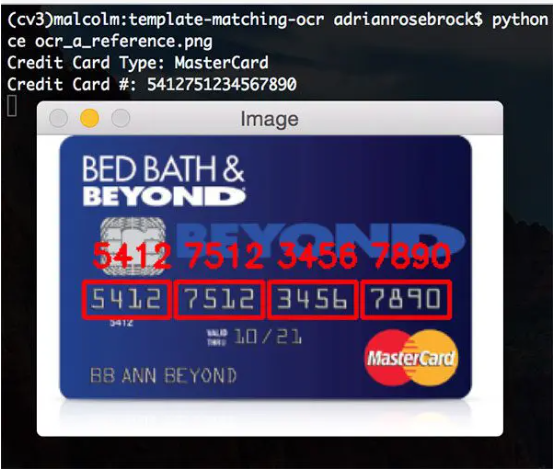 (cv3)malcolm:template-matching-ocr adrianrosebrock$ python
ce ocr_a_reference.png
Credit Card Type: MasterCard
Credit Card #: 5412751234567890
Image
BED BATH &
BEYOND
BEYOND
5412 7512 3456 7890
5412 7512 3456 7890
5412
VALID
THRU 10/21
MasterCard
BB ANN BEYOND